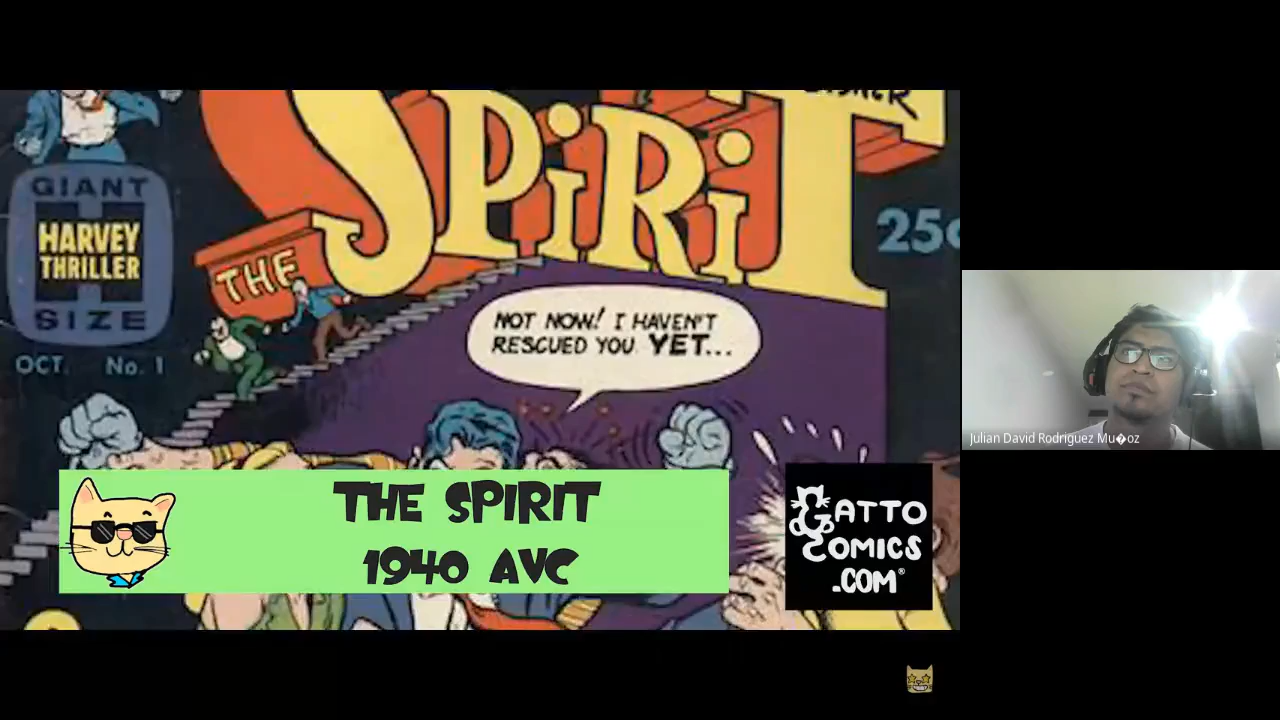 EISNER
SPIRIT
THE
GIANT
HARVEY
THRILLER
SIZE
OCT. No. 1
25¢
NOT NOW! I HAVEN'T
RESCUED YOU YET...
THE SPIRIT
1940 AVC
GATTO
COMICS
.COM®
Julian David Rodriguez Mu�oz